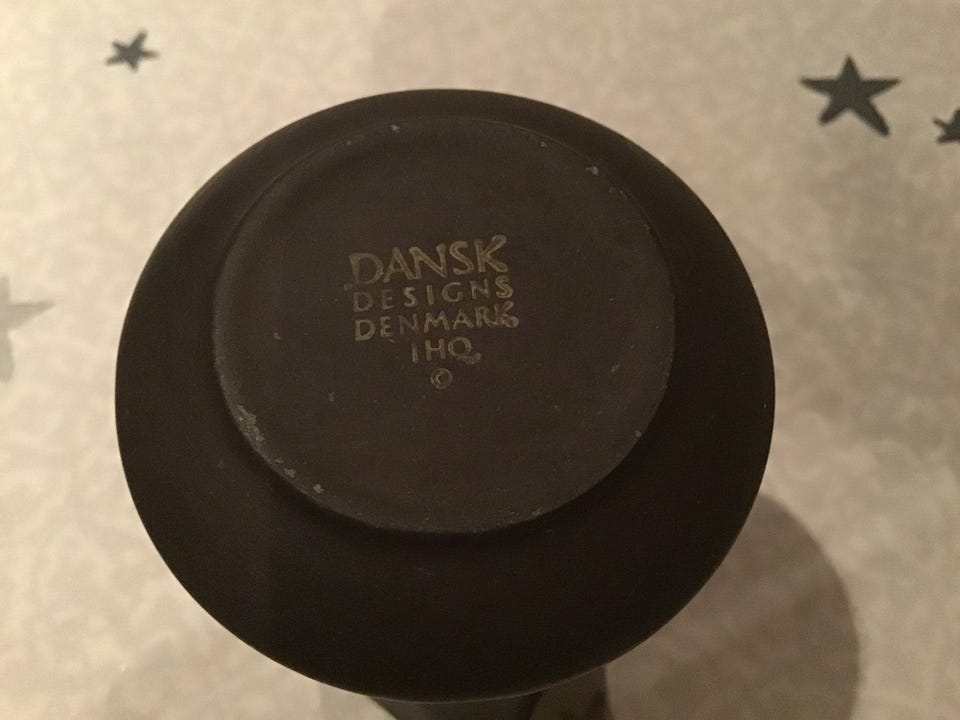 DANSK
DESIGNS
DENMARK
IHQ
©